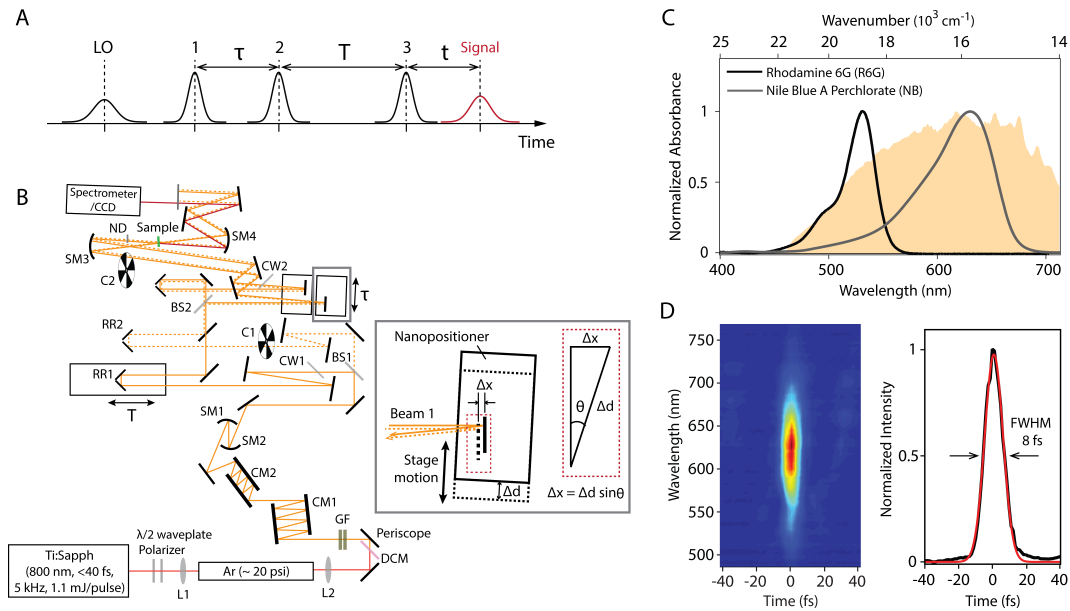 A
LO
1
τ
2
T
3
t
Signal
Time
B
Spectrometer
/CCD
ND
Sample
SM4
SM3
C2
CW2
τ
BS2
RR2
C1
BS1
CW1
RR1
T
SM1
SM2
CM2
CM1
GF
Periscope
DCM
λ/2 waveplate
Polarizer
Ti:Sapph
(800 nm, <40 fs,
5 kHz, 1.1 mJ/pulse)
L1
Ar (~ 20 psi)
L2
Nanopositioner
Δx
Beam 1
Stage
motion
Δd
Δx
θ
Δd
Δx = Δd sinθ
C
Wavenumber (10³ cm⁻¹)
25 22 20 18 16 14
Rhodamine 6G (R6G)
Nile Blue A Perchlorate (NB)
Normalized Absorbance
1
0.5
0
400 500 600 700
Wavelength (nm)
D
Wavelength (nm)
750
700
650
600
550
500
-40 -20 0 20 40
Time (fs)
Normalized Intensity
1
0.5
0
FWHM
8 fs
-40 -20 0 20 40
Time (fs)